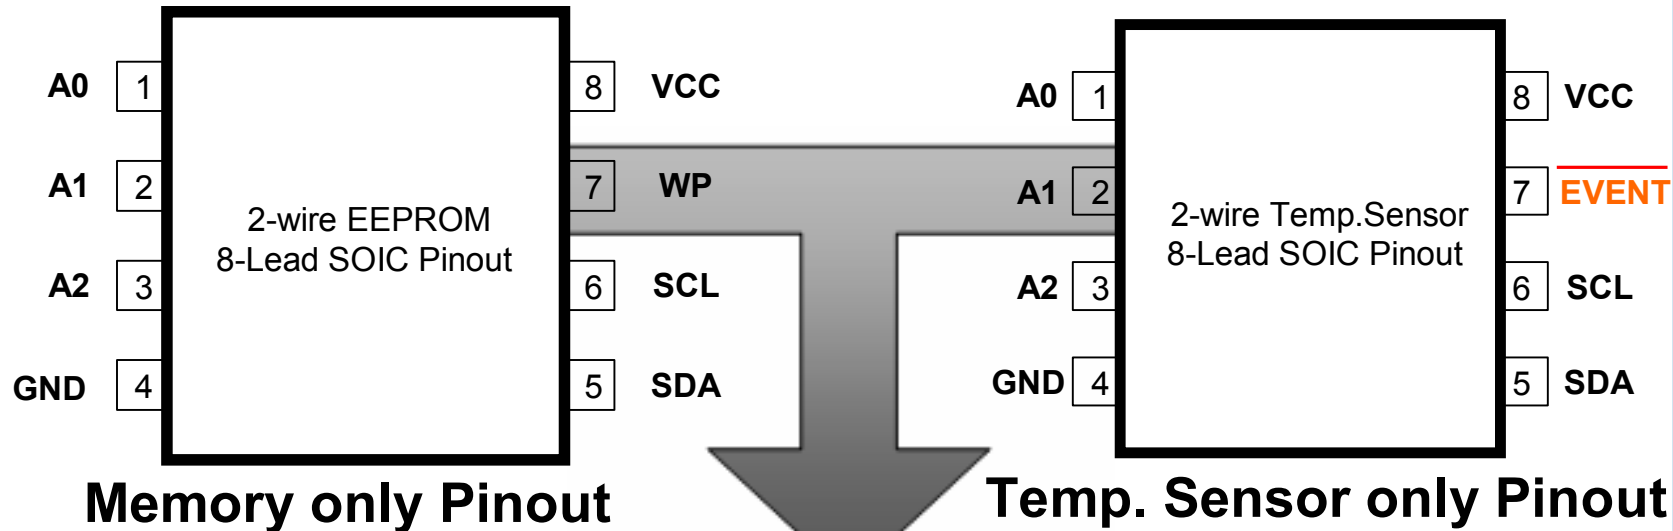 A0 1 8 VCC
A1 2 7 WP
A2 3 6 SCL
GND 4 5 SDA
2-wire EEPROM
8-Lead SOIC Pinout
Memory only Pinout
A0 1 8 VCC
A1 2 7 EVENT
A2 3 6 SCL
GND 4 5 SDA
2-wire Temp.Sensor
8-Lead SOIC Pinout
Temp. Sensor only Pinout